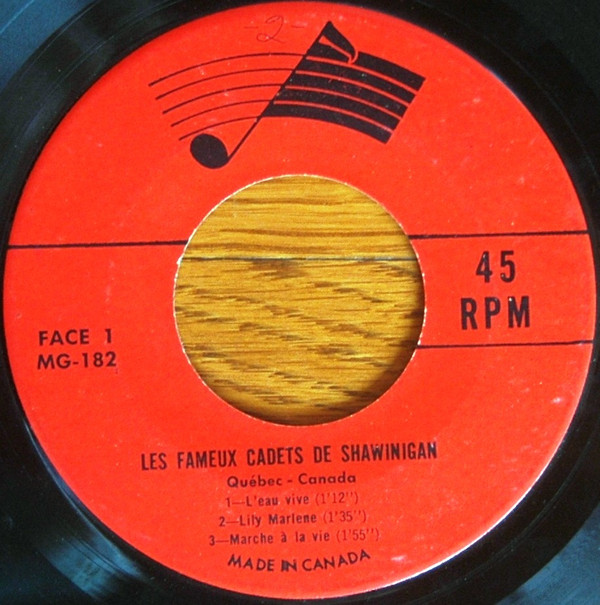 -2-
45
RPM
FACE 1
MG-182
LES FAMEUX CADETS DE SHAWINIGAN
Québec - Canada
1—L'eau vive (1'12'')
2—Lily Marlene (1'35'')
3—Marche à la vie (1'55'')
MADE IN CANADA